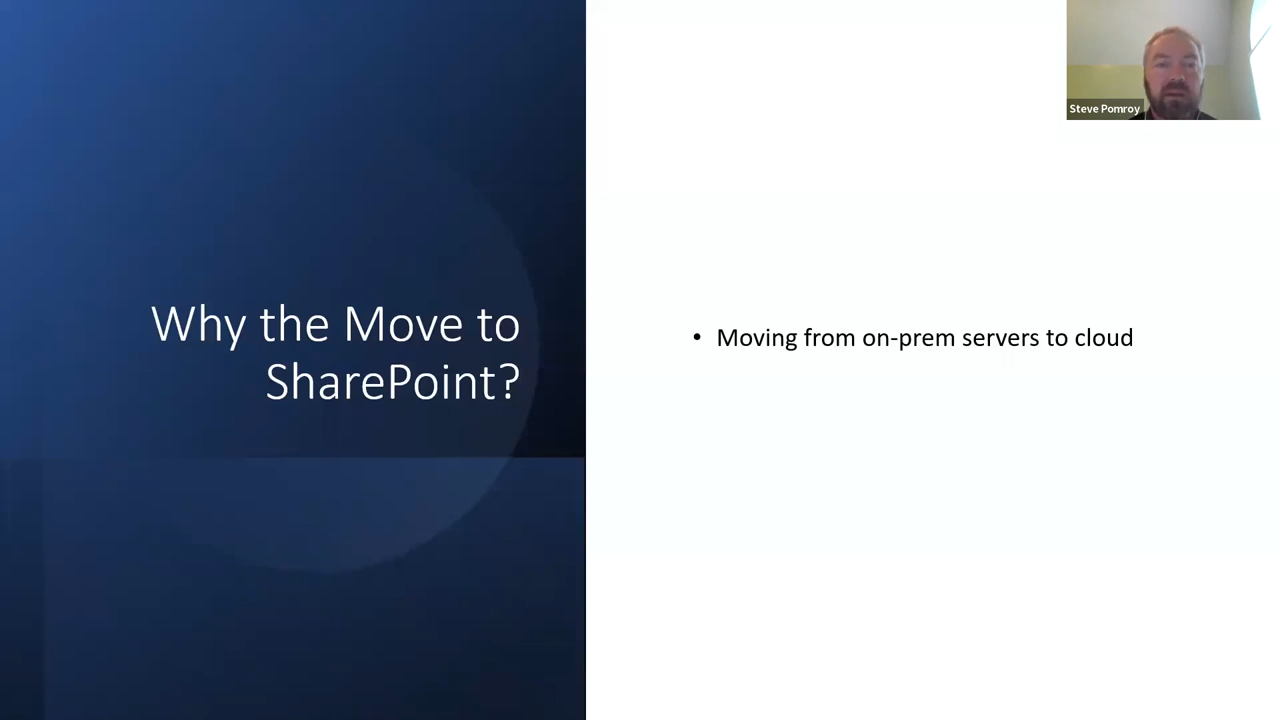 Why the Move to
SharePoint?
• Moving from on-prem servers to cloud
Steve Pomroy